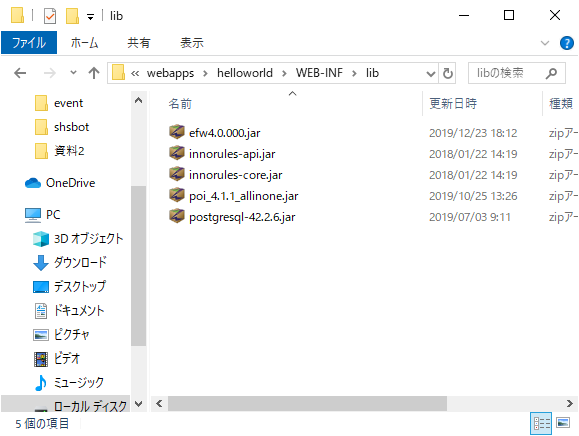 lib
ファイル ホーム 共有 表示
« webapps › helloworld › WEB-INF › lib libの検索
event
shsbot
資料2
OneDrive
PC
3D オブジェクト
ダウンロード
デスクトップ
ドキュメント
ピクチャ
ビデオ
ミュージック
ローカル ディスク
名前 更新日時 種類
efw4.0.000.jar 2019/12/23 18:12 zipアー
innorules-api.jar 2018/01/22 14:19 zipアー
innorules-core.jar 2018/01/22 14:19 zipアー
poi_4.1.1_allinone.jar 2019/10/25 13:26 zipアー
postgresql-42.2.6.jar 2019/07/03 9:11 zipアー
5 個の項目